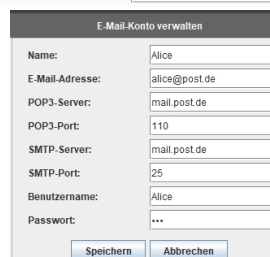 E-Mail-Konto verwalten
Name: Alice
E-Mail-Adresse: alice@post.de
POP3-Server: mail.post.de
POP3-Port: 110
SMTP-Server: mail.post.de
SMTP-Port: 25
Benutzername: Alice
Passwort: •••
Speichern Abbrechen